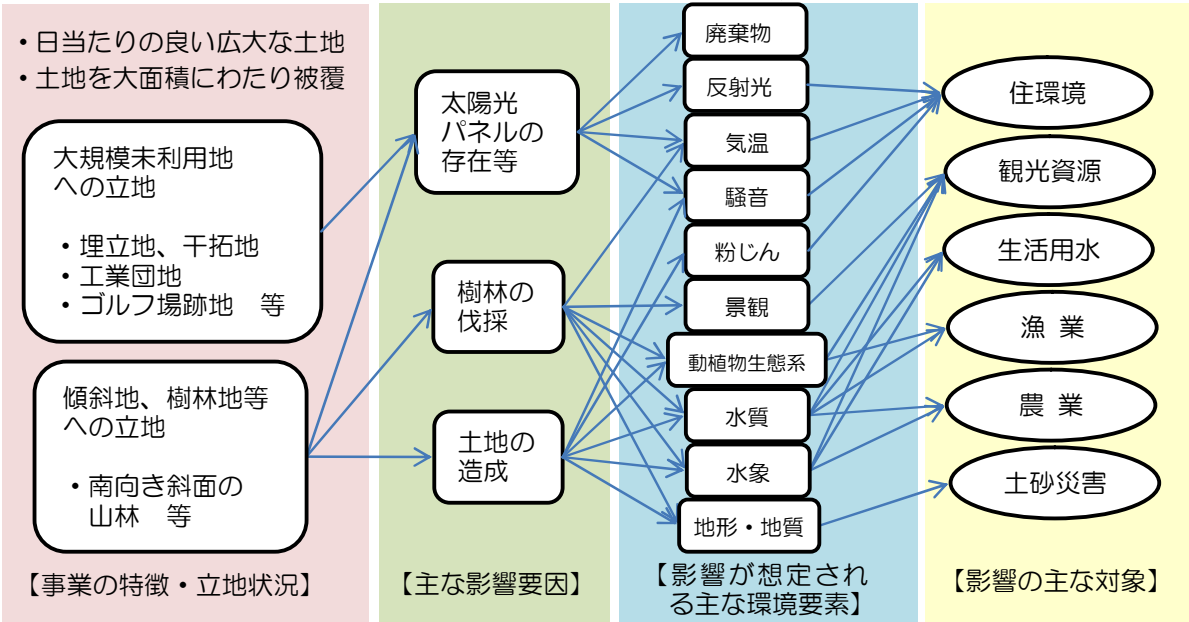 ・日当たりの良い広大な土地
・土地を大面積にわたり被覆
大規模未利用地
への立地
・埋立地、干拓地
・工業団地
・ゴルフ場跡地　等
傾斜地、樹林地等
への立地
・南向き斜面の
山林　等
【事業の特徴・立地状況】
太陽光
パネルの
存在等
樹林の
伐採
土地の
造成
【主な影響要因】
廃棄物
反射光
気温
騒音
粉じん
景観
動植物生態系
水質
水象
地形・地質
【影響が想定され
る主な環境要素】
住環境
観光資源
生活用水
漁 業
農 業
土砂災害
【影響の主な対象】